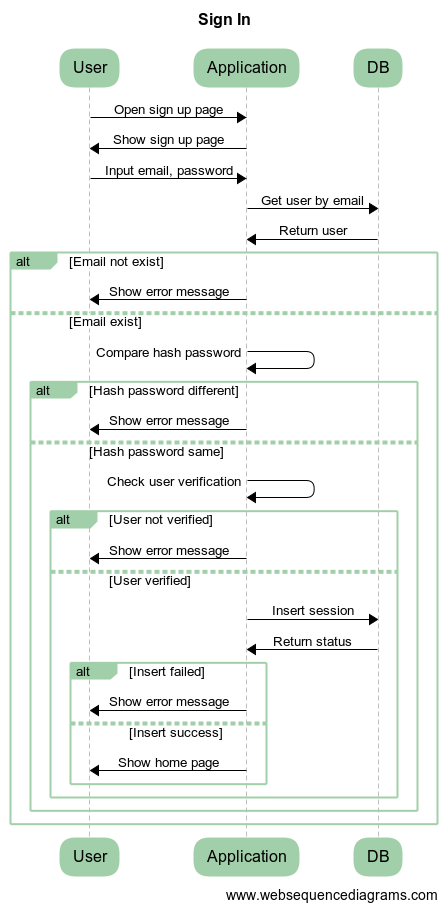 Sign In
User Application DB
Open sign up page
Show sign up page
Input email, password
Get user by email
Return user
alt [Email not exist]
Show error message
[Email exist]
Compare hash password
alt [Hash password different]
Show error message
[Hash password same]
Check user verification
alt [User not verified]
Show error message
[User verified]
Insert session
Return status
alt [Insert failed]
Show error message
[Insert success]
Show home page
User Application DB
www.websequencediagrams.com